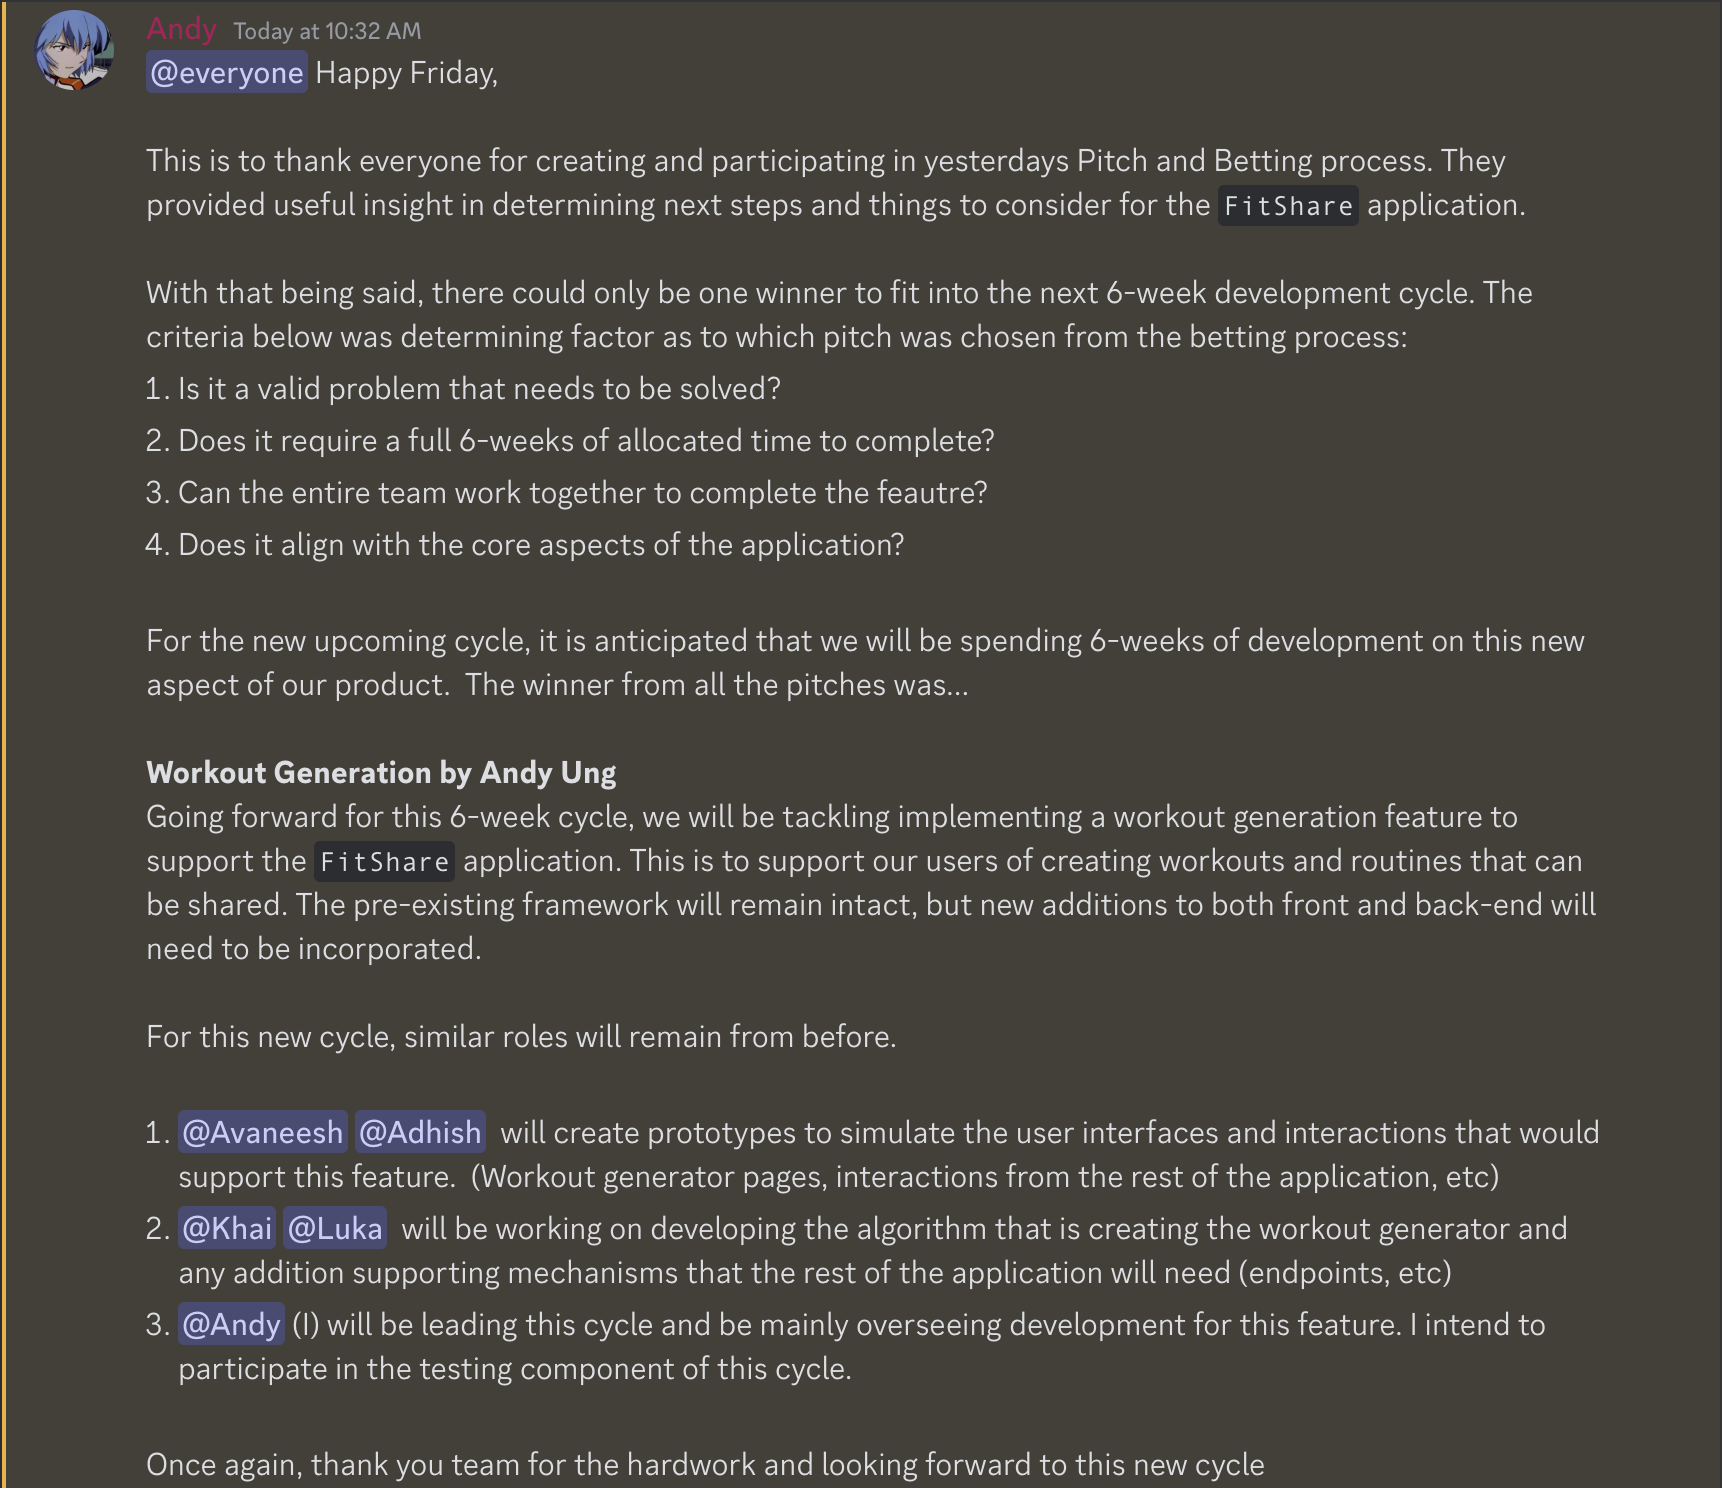 Andy Today at 10:32 AM
@everyone Happy Friday,
This is to thank everyone for creating and participating in yesterdays Pitch and Betting process. They
provided useful insight in determining next steps and things to consider for the FitShare application.
With that being said, there could only be one winner to fit into the next 6-week development cycle. The
criteria below was determining factor as to which pitch was chosen from the betting process:
1. Is it a valid problem that needs to be solved?
2. Does it require a full 6-weeks of allocated time to complete?
3. Can the entire team work together to complete the feautre?
4. Does it align with the core aspects of the application?
For the new upcoming cycle, it is anticipated that we will be spending 6-weeks of development on this new
aspect of our product.  The winner from all the pitches was...
Workout Generation by Andy Ung
Going forward for this 6-week cycle, we will be tackling implementing a workout generation feature to
support the FitShare application. This is to support our users of creating workouts and routines that can
be shared. The pre-existing framework will remain intact, but new additions to both front and back-end will
need to be incorporated.
For this new cycle, similar roles will remain from before.
1. @Avaneesh @Adhish  will create prototypes to simulate the user interfaces and interactions that would
support this feature.  (Workout generator pages, interactions from the rest of the application, etc)
2. @Khai @Luka  will be working on developing the algorithm that is creating the workout generator and
any addition supporting mechanisms that the rest of the application will need (endpoints, etc)
3. @Andy (I) will be leading this cycle and be mainly overseeing development for this feature. I intend to
participate in the testing component of this cycle.
Once again, thank you team for the hardwork and looking forward to this new cycle